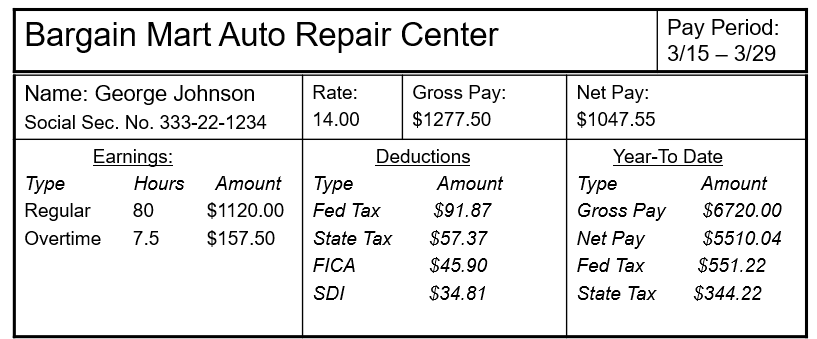 Bargain Mart Auto Repair Center
Pay Period:
3/15 – 3/29
Name: George Johnson
Social Sec. No. 333-22-1234
Rate:
14.00
Gross Pay:
$1277.50
Net Pay:
$1047.55
Earnings:
Type Hours Amount
Regular 80 $1120.00
Overtime 7.5 $157.50
Deductions
Type Amount
Fed Tax $91.87
State Tax $57.37
FICA $45.90
SDI $34.81
Year-To Date
Type Amount
Gross Pay $6720.00
Net Pay $5510.04
Fed Tax $551.22
State Tax $344.22